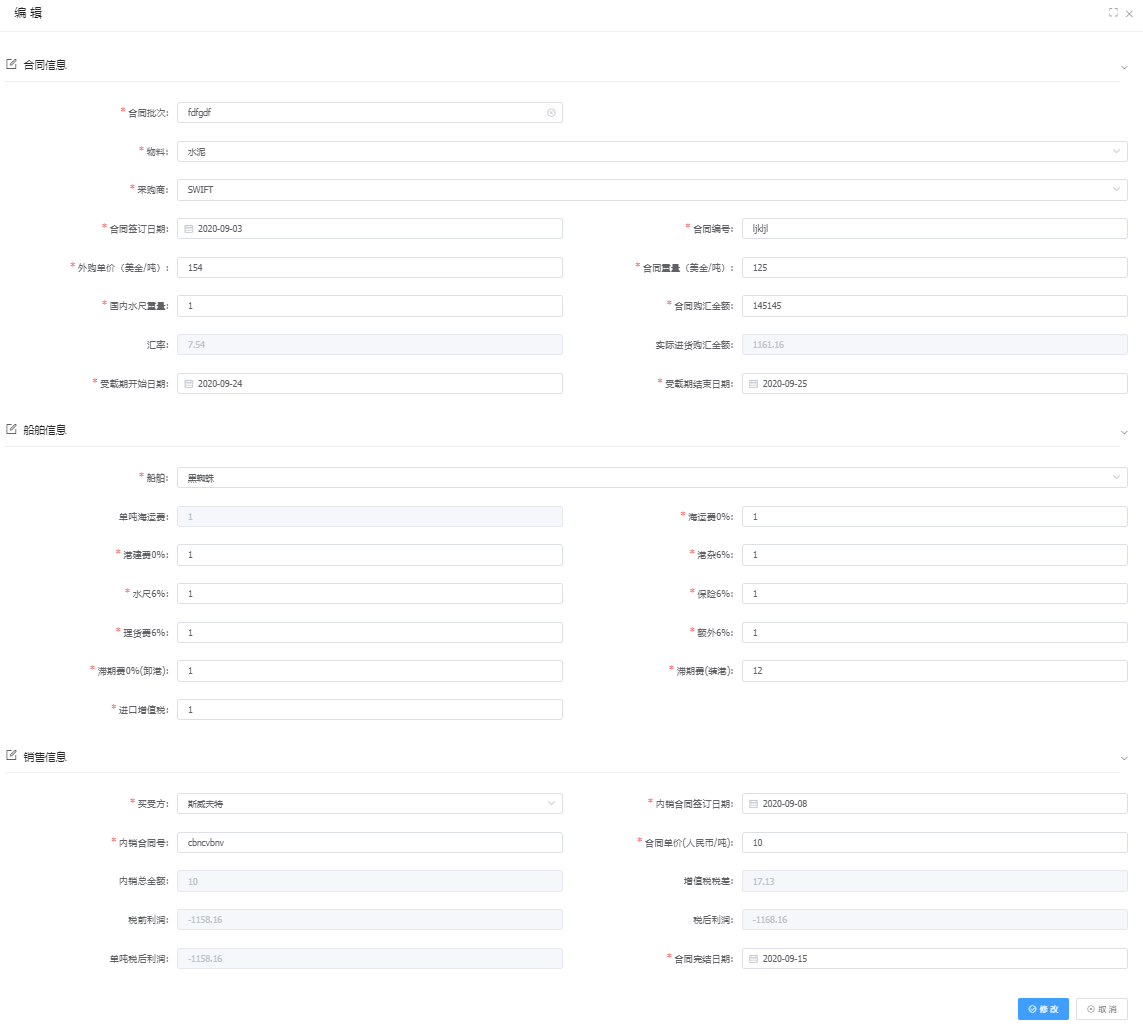 编 辑
合同信息
* 合同批次: fdfgdf
* 物料: 水泥
* 采购商: SWIFT
* 合同签订日期: 2020-09-03 * 合同编号: ljkljl
* 外购单价（美金/吨）: 154 * 合同重量（美金/吨）: 125
* 国内水尺重量: 1 * 合同购汇金额: 145145
汇率: 7.54 实际进货购汇金额: 1161.16
* 受载期开始日期: 2020-09-24 * 受载期结束日期: 2020-09-25
船舶信息
* 船舶: 黑蜘蛛
单吨海运费: 1 * 海运费0%: 1
* 港建费0%: 1 * 港杂6%: 1
* 水尺6%: 1 * 保险6%: 1
* 理货费6%: 1 * 额外6%: 1
* 滞期费0%(卸港): 1 * 滞期费(装港): 12
* 进口增值税: 1
销售信息
* 买受方: 斯威夫特 * 内销合同签订日期: 2020-09-08
* 内销合同号: cbncvbnv * 合同单价(人民币/吨): 10
内销总金额: 10 增值税税差: 17.13
税前利润: -1158.16 税后利润: -1168.16
单吨税后利润: -1158.16 * 合同完结日期: 2020-09-15
修 改 取 消